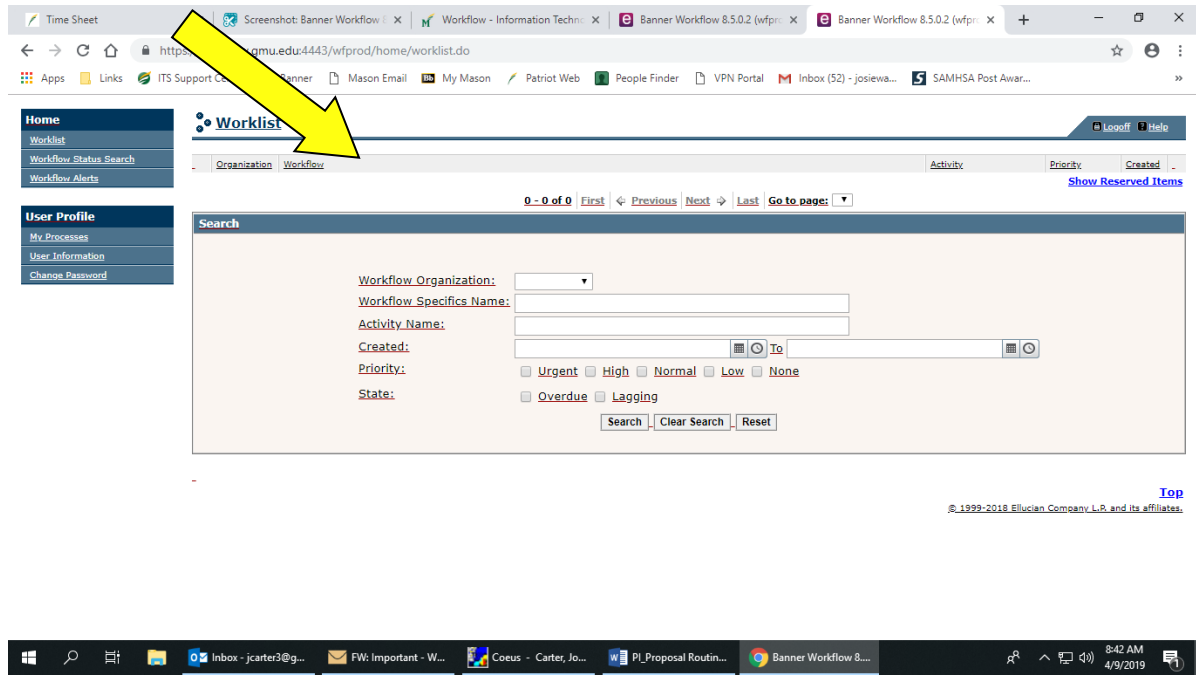 Time Sheet
Screenshot: Banner Workflow
Workflow - Information Techn
Banner Workflow 8.5.0.2 (wfpr
Banner Workflow 8.5.0.2 (wfpr
.gmu.edu:4443/wfprod/home/worklist.do
Apps Links ITS Support Ce Banner Mason Email My Mason Patriot Web People Finder VPN Portal Inbox (52) - josiewa... SAMHSA Post Awar...
Home
Worklist
Workflow Status Search
Workflow Alerts
User Profile
My Processes
User Information
Change Password
Worklist
Logoff Help
Organization Workflow Activity Priority Created
Show Reserved Items
0 - 0 of 0 First Previous Next Last Go to page:
Search
Workflow Organization:
Workflow Specifics Name:
Activity Name:
Created: To
Priority: Urgent High Normal Low None
State: Overdue Lagging
Search Clear Search Reset
Top
© 1999-2018 Ellucian Company L.P. and its affiliates.
Inbox - jcarter3@g... FW: Important - W... Coeus - Carter, Jo... PI_Proposal Routin... Banner Workflow 8....
8:42 AM
4/9/2019